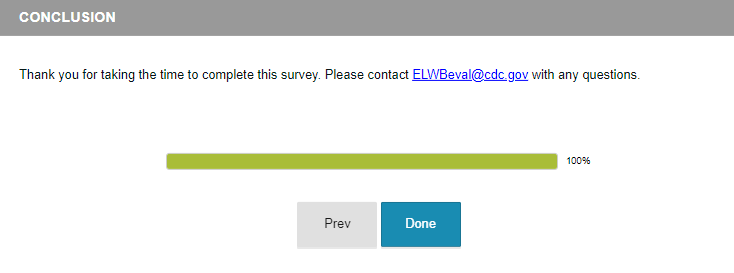 CONCLUSION
Thank you for taking the time to complete this survey. Please contact ELWBeval@cdc.gov with any questions.
100%
Prev
Done